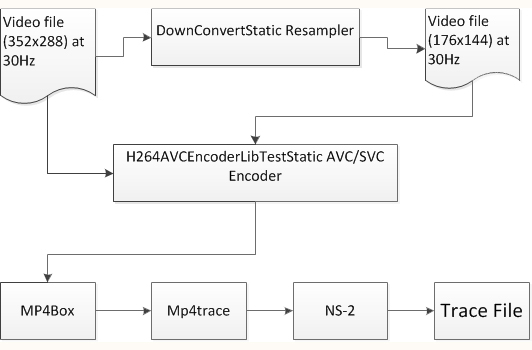 Video file
(352x288) at
30Hz
DownConvertStatic Resampler
Video file
(176x144) at
30Hz
H264AVCEncoderLibTestStatic AVC/SVC
Encoder
MP4Box
Mp4trace
NS-2
Trace File